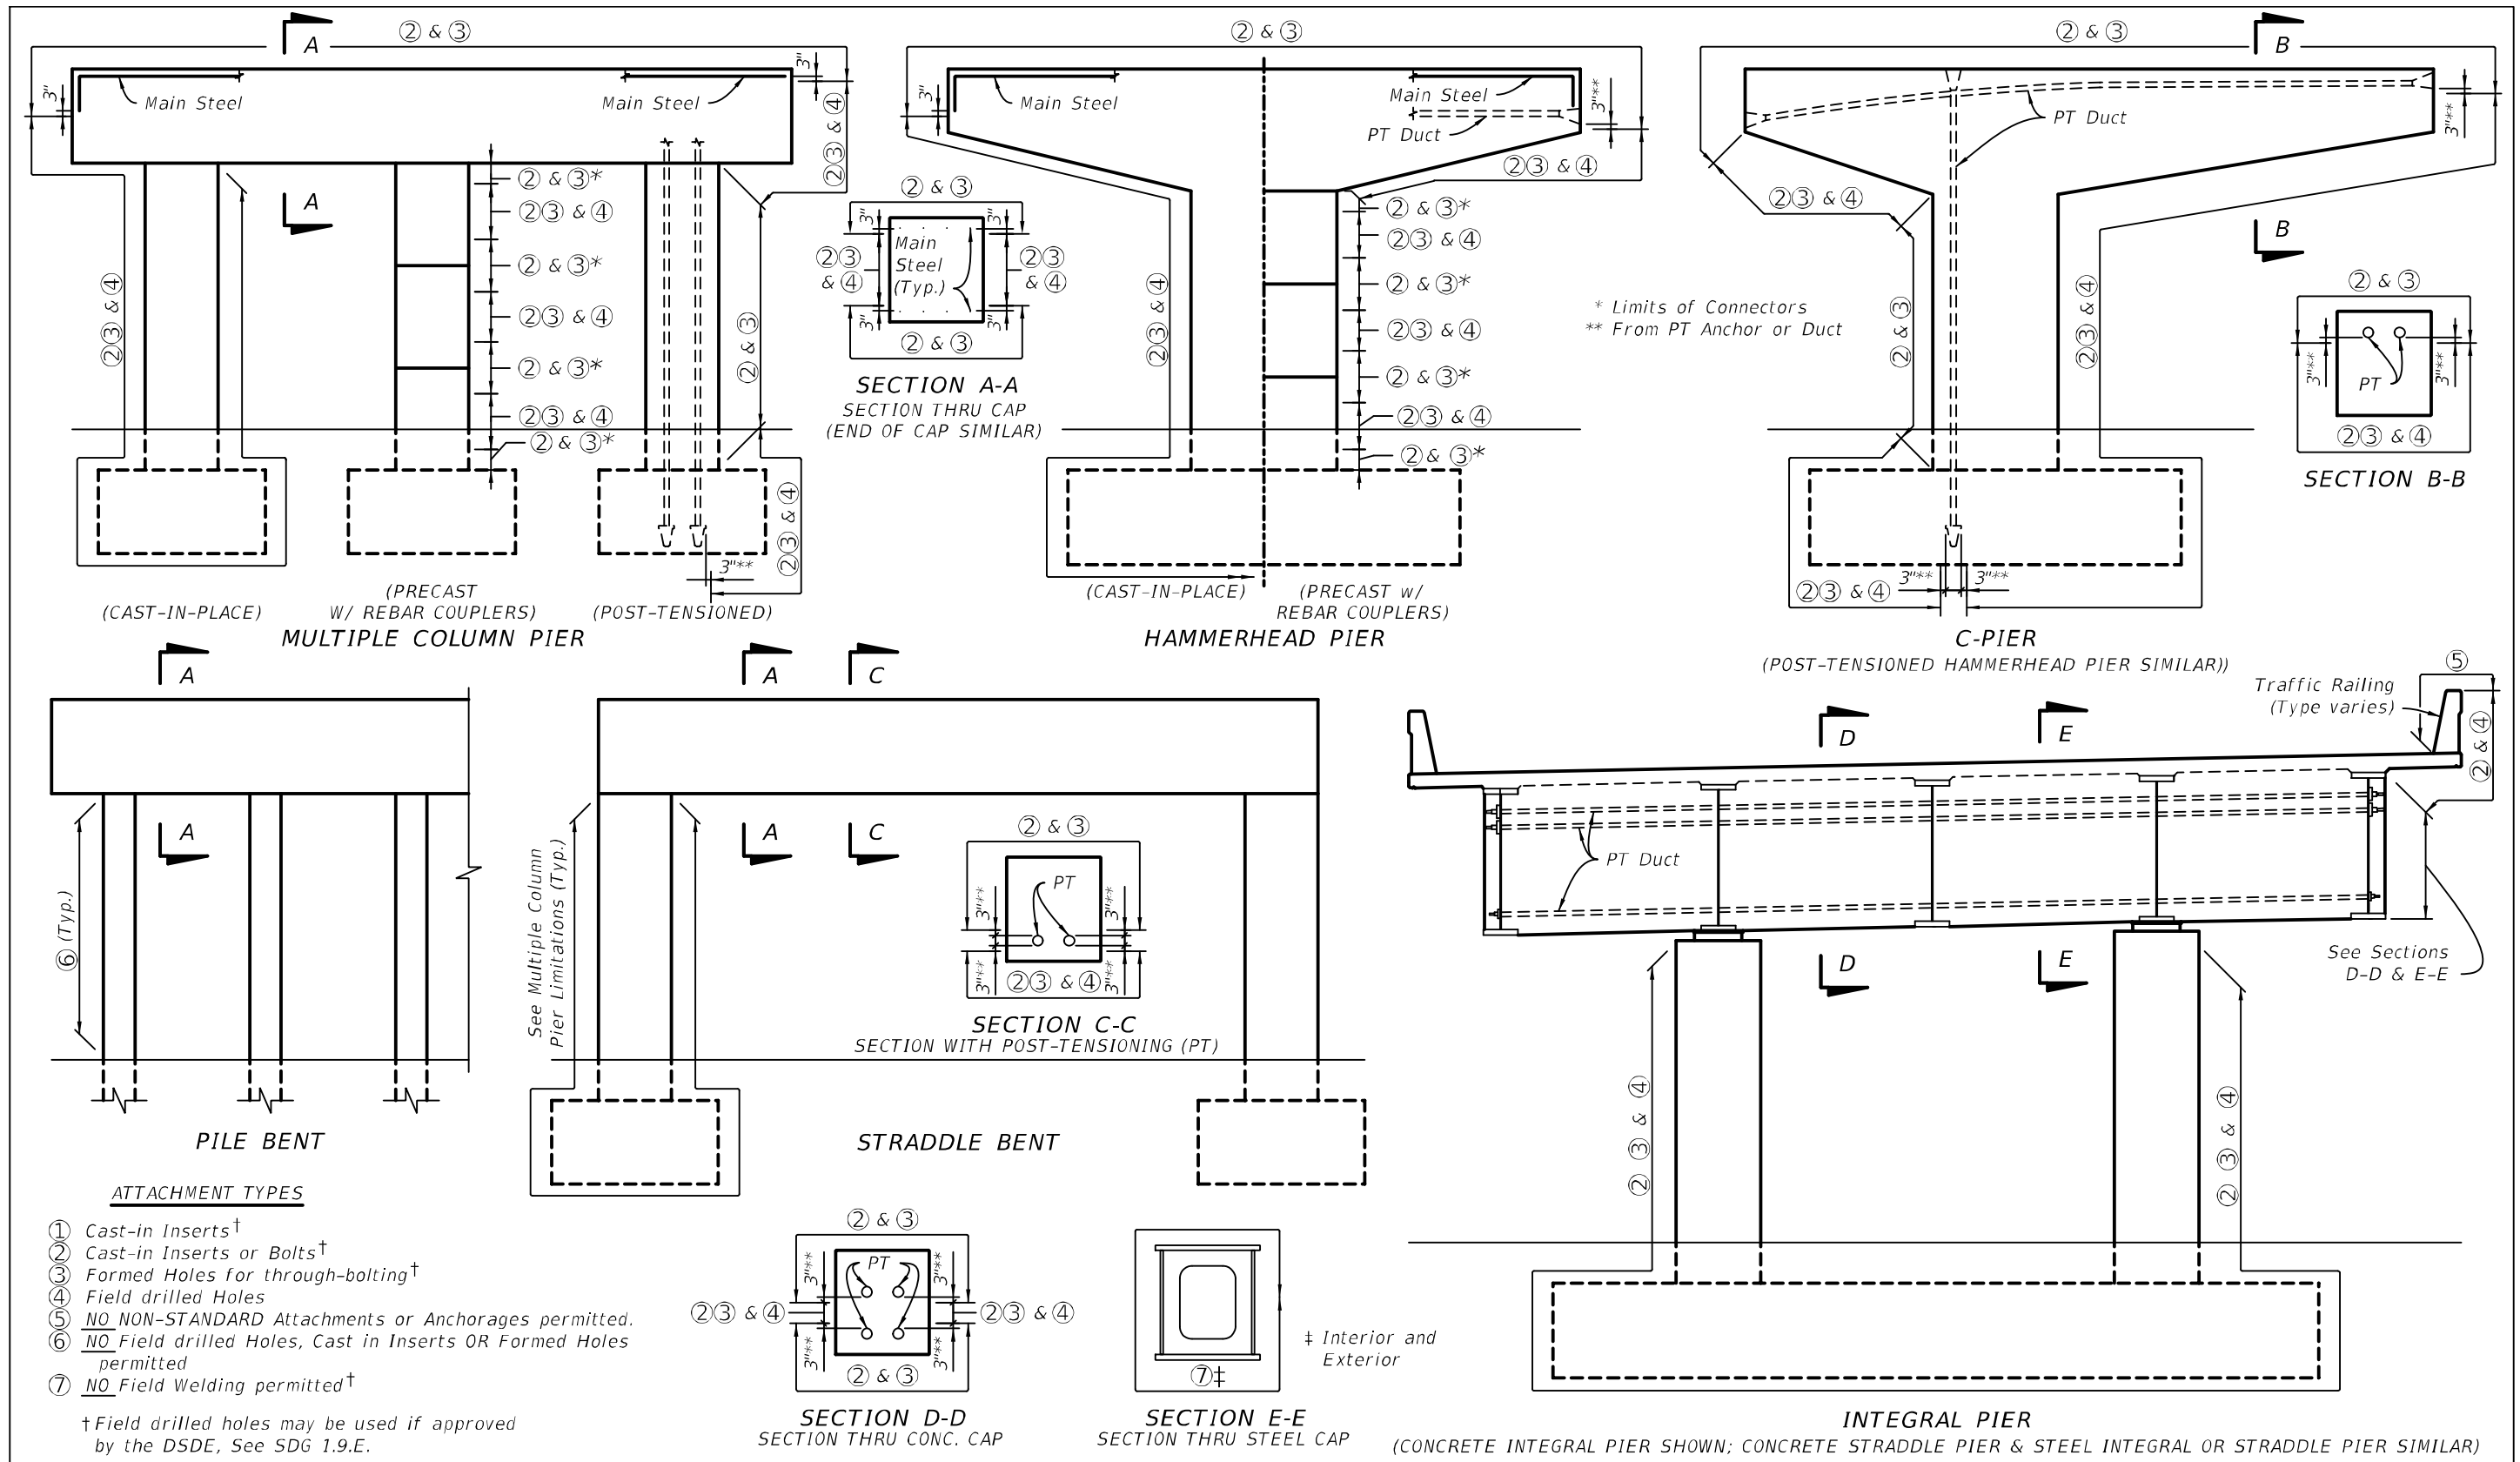 A
② & ③
3"
Main Steel
Main Steel
3"
②③ & ④
A
②③ & ④
② & ③*
②③ & ④
② & ③*
②③ & ④
② & ③*
②③ & ④
② & ③*
② & ③
②③ & ④
3"**
(CAST-IN-PLACE)
(PRECAST
W/ REBAR COUPLERS)
(POST-TENSIONED)
MULTIPLE COLUMN PIER
② & ③
3"
3"
Main
Steel
(Typ.)
②③
& ④
②③
& ④
3"
3"
② & ③
SECTION A-A
SECTION THRU CAP
(END OF CAP SIMILAR)
② & ③
3"
Main Steel
Main Steel
PT Duct
3"**
②③ & ④
②③ & ④
② & ③*
②③ & ④
② & ③*
②③ & ④
② & ③*
②③ & ④
② & ③*
(CAST-IN-PLACE)
(PRECAST w/
REBAR COUPLERS)
HAMMERHEAD PIER
* Limits of Connectors
** From PT Anchor or Duct
② & ③
B
PT Duct
3"**
②③ & ④
② & ③
②③ & ④
B
②③ & ④
3"**
3"**
C-PIER
(POST-TENSIONED HAMMERHEAD PIER SIMILAR))
② & ③
3"**
3"**
PT
②③ & ④
SECTION B-B
A
A
⑥ (Typ.)
PILE BENT
A
C
A
C
See Multiple Column
Pier Limitations (Typ.)
② & ③
PT
3"**
3"**
3"**
3"**
②③ & ④
SECTION C-C
SECTION WITH POST-TENSIONING (PT)
STRADDLE BENT
⑤
Traffic Railing
(Type varies)
② & ④
D
E
PT Duct
D
E
See Sections
D-D & E-E
② ③ & ④
② ③ & ④
INTEGRAL PIER
(CONCRETE INTEGRAL PIER SHOWN; CONCRETE STRADDLE PIER & STEEL INTEGRAL OR STRADDLE PIER SIMILAR)
ATTACHMENT TYPES
① Cast-in Inserts†
② Cast-in Inserts or Bolts†
③ Formed Holes for through-bolting†
④ Field drilled Holes
⑤ NO NON-STANDARD Attachments or Anchorages permitted.
⑥ NO Field drilled Holes, Cast in Inserts OR Formed Holes
permitted
⑦ NO Field Welding permitted†
† Field drilled holes may be used if approved
by the DSDE, See SDG 1.9.E.
② & ③
3"**
PT
3"**
②③ & ④
②③ & ④
3"**
3"**
② & ③
SECTION D-D
SECTION THRU CONC. CAP
⑦‡
SECTION E-E
SECTION THRU STEEL CAP
‡ Interior and
Exterior